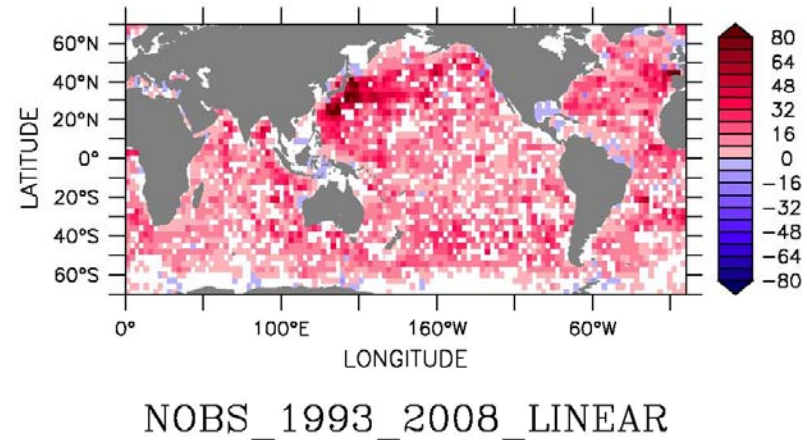 60°N
40°N
20°N
0°
20°S
40°S
60°S
LATITUDE
0°
100°E
160°W
60°W
LONGITUDE
80
64
48
32
16
0
−16
−32
−48
−64
−80
NOBS_1993_2008_LINEAR